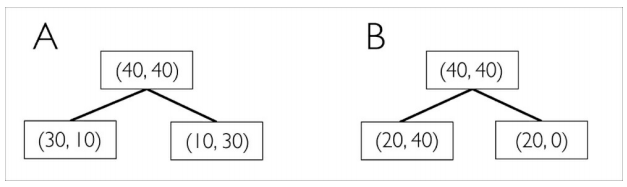 A B
(40, 40) (40, 40)
(30, 10) (10, 30) (20, 40) (20, 0)